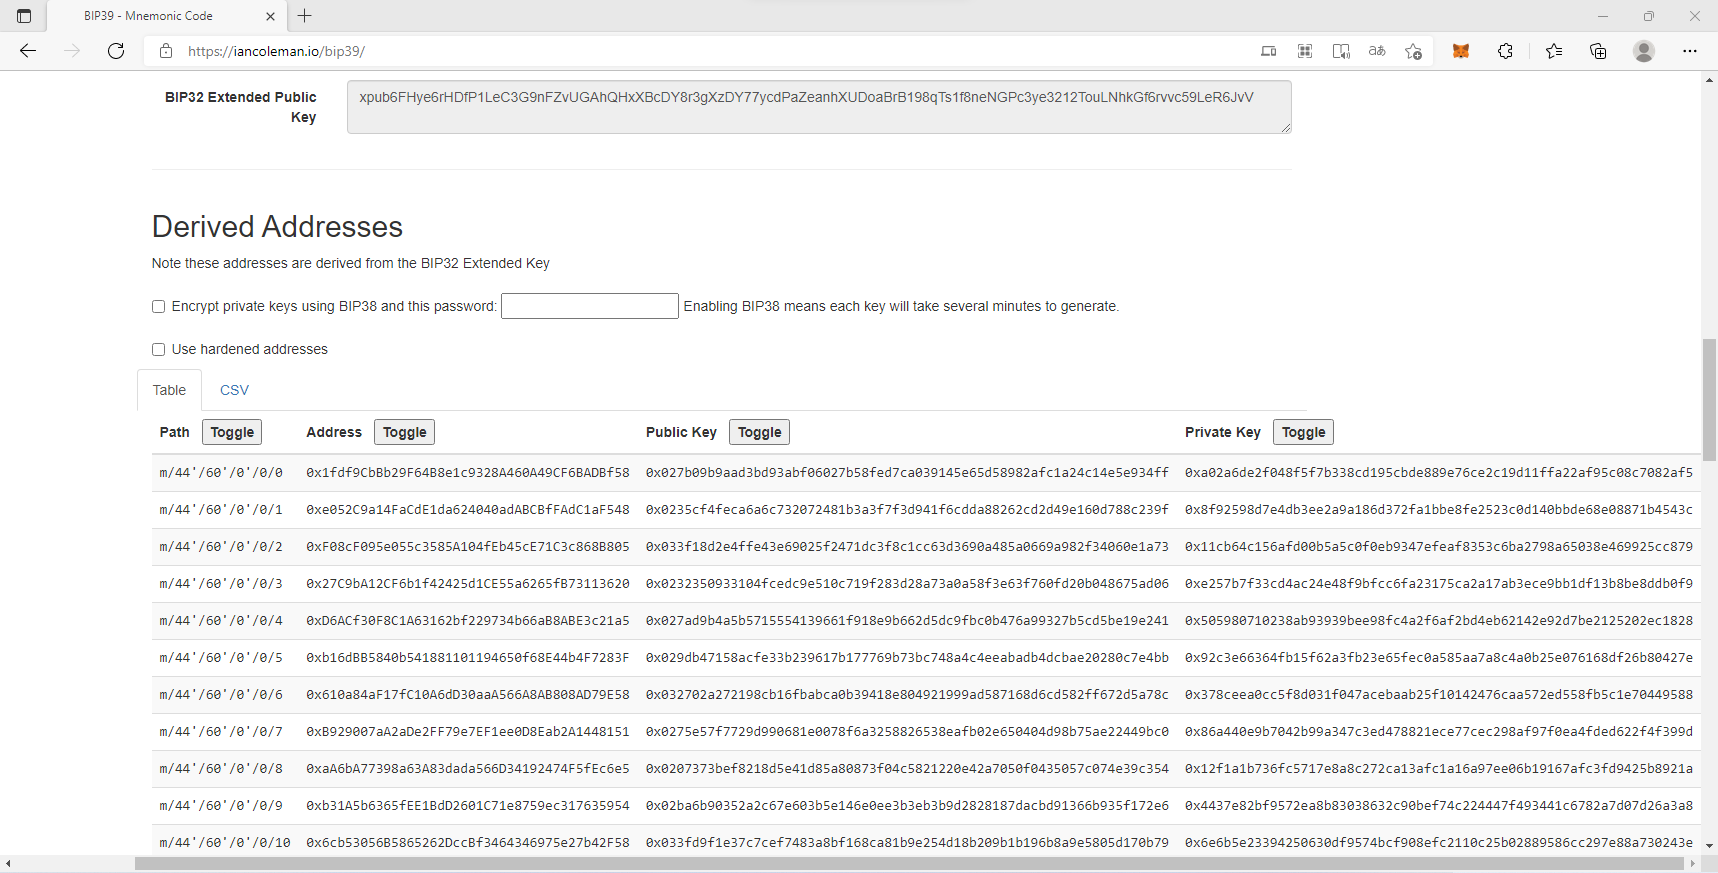 BIP39 - Mnemonic Code
https://iancoleman.io/bip39/
BIP32 Extended Public Key
xpub6FHye6rHDfP1LeC3G9nFZvUGAhQHxXBcDY8r3gXzDY77ycdPaZeanhXUDoaBrB198qTs1f8neNGPc3ye3212TouLNhkGf6rvvc59LeR6JvV
Derived Addresses
Note these addresses are derived from the BIP32 Extended Key
Encrypt private keys using BIP38 and this password: Enabling BIP38 means each key will take several minutes to generate.
Use hardened addresses
Table CSV
Path Toggle Address Toggle Public Key Toggle Private Key Toggle
m/44'/60'/0'/0/0 0x1fdf9CbBb29F64B8e1c9328A460A49CF6BADBf58 0x027b09b9aad3bd93abf06027b58fed7ca039145e65d58982afc1a24c14e5e934ff 0xa02a6de2f048f5f7b338cd195cbde889e76ce2c19d11ffa22af95c08c7082af5
m/44'/60'/0'/0/1 0xe052C9a14FaCdE1da624040adABCBfFAdC1aF548 0x0235cf4feca6a6c732072481b3a3f7f3d941f6cdda88262cd2d49e160d788c239f 0x8f92598d7e4db3ee2a9a186d372fa1bbe8fe2523c0d140bbde68e08871b4543c
m/44'/60'/0'/0/2 0xF08cF095e055c3585A104fEb45cE71C3c868B805 0x033f18d2e4ffe43e69025f2471dc3f8c1cc63d3690a485a0669a982f34060e1a73 0x11cb64c156afd00b5a5c0f0eb9347efeaf8353c6ba2798a65038e469925cc879
m/44'/60'/0'/0/3 0x27C9bA12CF6b1f42425d1CE55a6265fB73113620 0x0232350933104fcedc9e510c719f283d28a73a0a58f3e63f760fd20b048675ad06 0xe257b7f33cd4ac24e48f9bfcc6fa23175ca2a17ab3ece9bb1df13b8be8ddb0f9
m/44'/60'/0'/0/4 0xD6ACf30F8C1A63162bf229734b66aB8ABE3c21a5 0x027ad9b4a5b5715554139661f918e9b662d5dc9fbc0b476a99327b5cd5be19e241 0x505980710238ab93939bee98fc4a2f6af2bd4eb62142e92d7be2125202ec1828
m/44'/60'/0'/0/5 0xb16dBB5840b541881101194650f68E44b4F7283F 0x029db47158acfe33b239617b177769b73bc748a4c4eeabadb4dcbae20280c7e4bb 0x92c3e66364fb15f62a3fb23e65fec0a585aa7a8c4a0b25e076168df26b80427e
m/44'/60'/0'/0/6 0x610a84aF17fC10A6dD30aaA566A8AB808AD79E58 0x032702a272198cb16fbabca0b39418e804921999ad587168d6cd582ff672d5a78c 0x378ceea0cc5f8d031f047acebaab25f10142476caa572ed558fb5c1e70449588
m/44'/60'/0'/0/7 0xB929007aA2aDe2FF79e7EF1ee0D8Eab2A1448151 0x0275e57f7729d990681e0078f6a3258826538eafb02e650404d98b75ae22449bc0 0x86a440e9b7042b99a347c3ed478821ece77cec298af97f0ea4fded622f4f399d
m/44'/60'/0'/0/8 0xaA6bA77398a63A83dada566D34192474F5fEc6e5 0x0207373bef8218d5e41d85a80873f04c5821220e42a7050f0435057c074e39c354 0x12f1a1b736fc5717e8a8c272ca13afc1a16a97ee06b19167afc3fd9425b8921a
m/44'/60'/0'/0/9 0xb31A5b6365fEE1BdD2601C71e8759ec317635954 0x02ba6b90352a2c67e603b5e146e0ee3b3eb3b9d2828187dacbd91366b935f172e6 0x4437e82bf9572ea8b83038632c90bef74c224447f493441c6782a7d07d26a3a8
m/44'/60'/0'/0/10 0x6cb53056B5865262DccBf3464346975e27b42F58 0x033fd9f1e37c7cef7483a8bf168ca81b9e254d18b209b1b196b8a9e5805d170b79 0x6e6b5e23394250630df9574bcf908efc2110c25b02889586cc297e88a730243e